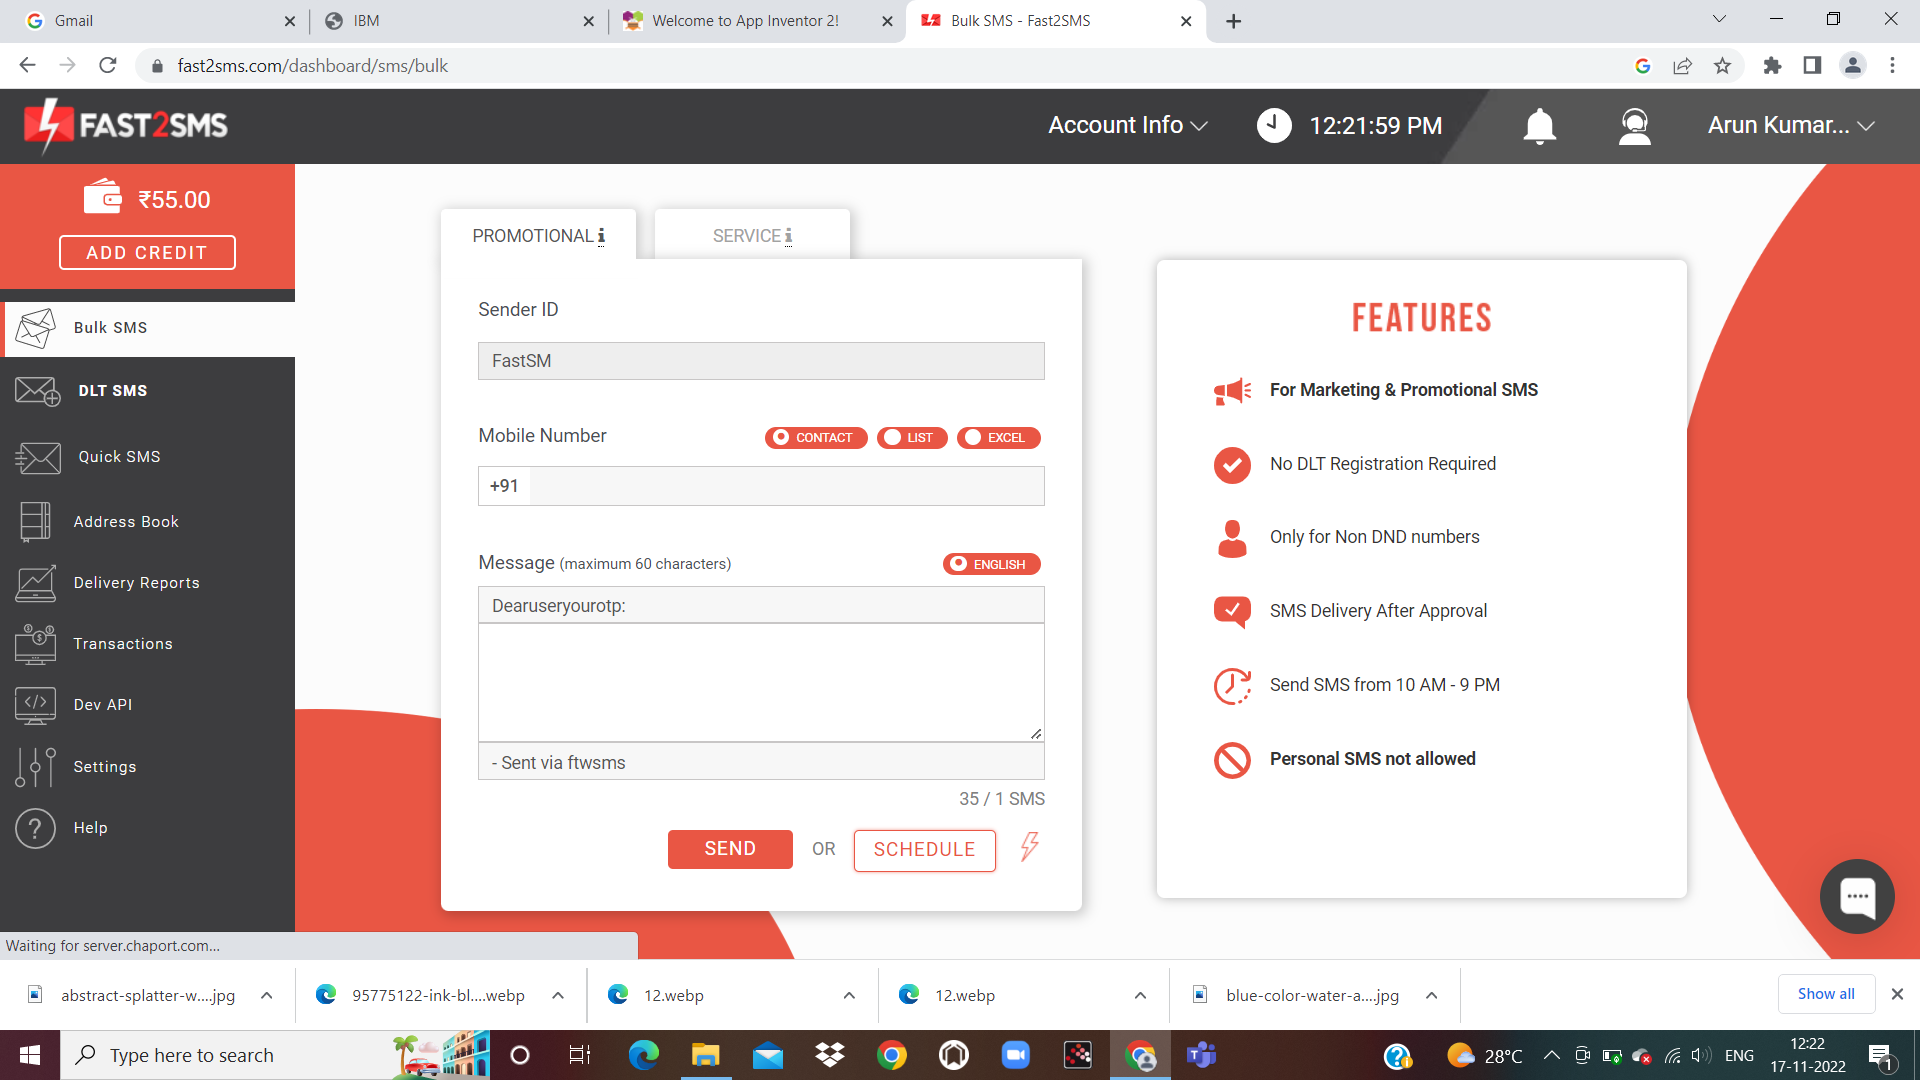 Gmail
IBM
Welcome to App Inventor 2!
Bulk SMS - Fast2SMS
fast2sms.com/dashboard/sms/bulk
FAST2SMS
Account Info
12:21:59 PM
Arun Kumar...
₹55.00
ADD CREDIT
Bulk SMS
DLT SMS
Quick SMS
Address Book
Delivery Reports
Transactions
Dev API
Settings
Help
PROMOTIONAL i
SERVICE i
Sender ID
FastSM
Mobile Number
CONTACT
LIST
EXCEL
+91
Message (maximum 60 characters)
ENGLISH
Dearuseryourotp:
- Sent via ftwsms
35 / 1 SMS
SEND
OR
SCHEDULE
FEATURES
For Marketing & Promotional SMS
No DLT Registration Required
Only for Non DND numbers
SMS Delivery After Approval
Send SMS from 10 AM - 9 PM
Personal SMS not allowed
Waiting for server.chaport.com...
abstract-splatter-w....jpg
95775122-ink-bl....webp
12.webp
12.webp
blue-color-water-a....jpg
Show all
Type here to search
28°C
ENG
12:22
17-11-2022
1